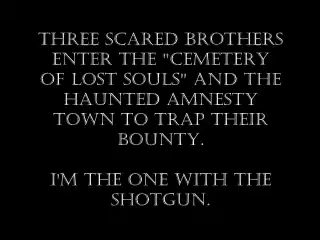 THREE SCARED BROTHERS
ENTER THE "CEMETERY
OF LOST SOULS" AND THE
HAUNTED AMNESTY
TOWN TO TRAP THEIR
BOUNTY.
I'M THE ONE WITH THE
SHOTGUN.